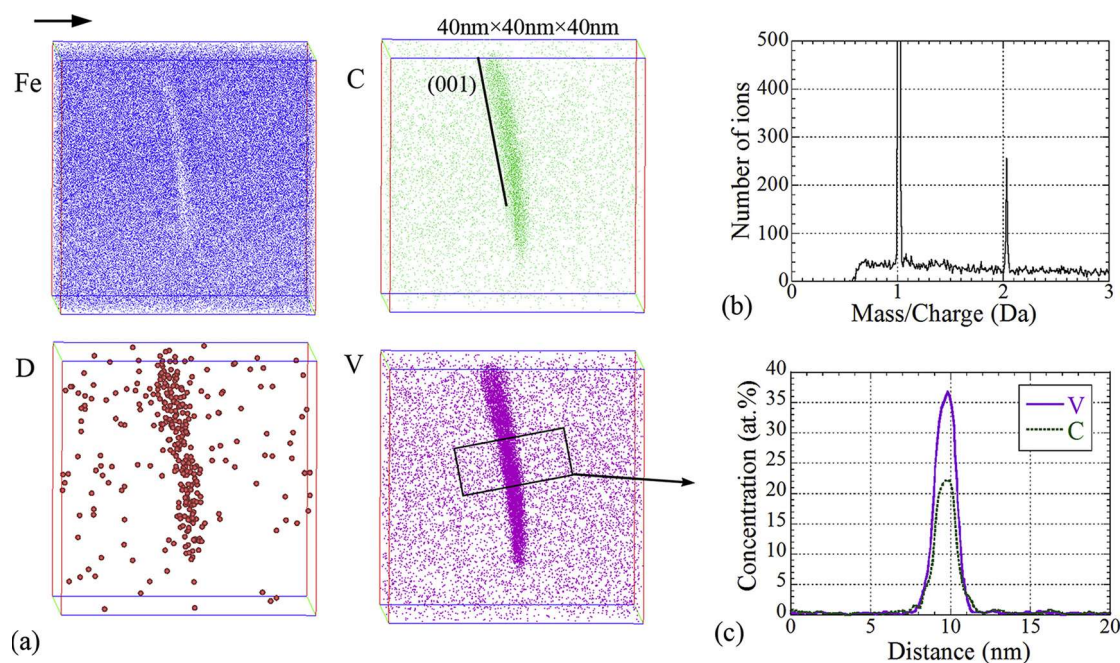 Fe
C
40nm×40nm×40nm
(001)
D
V
(a)
Number of ions
500
400
300
200
100
0
0
1
2
3
Mass/Charge (Da)
(b)
Concentration (at.%)
40
35
30
25
20
15
10
5
0
V
C
0
5
10
15
20
Distance (nm)
(c)